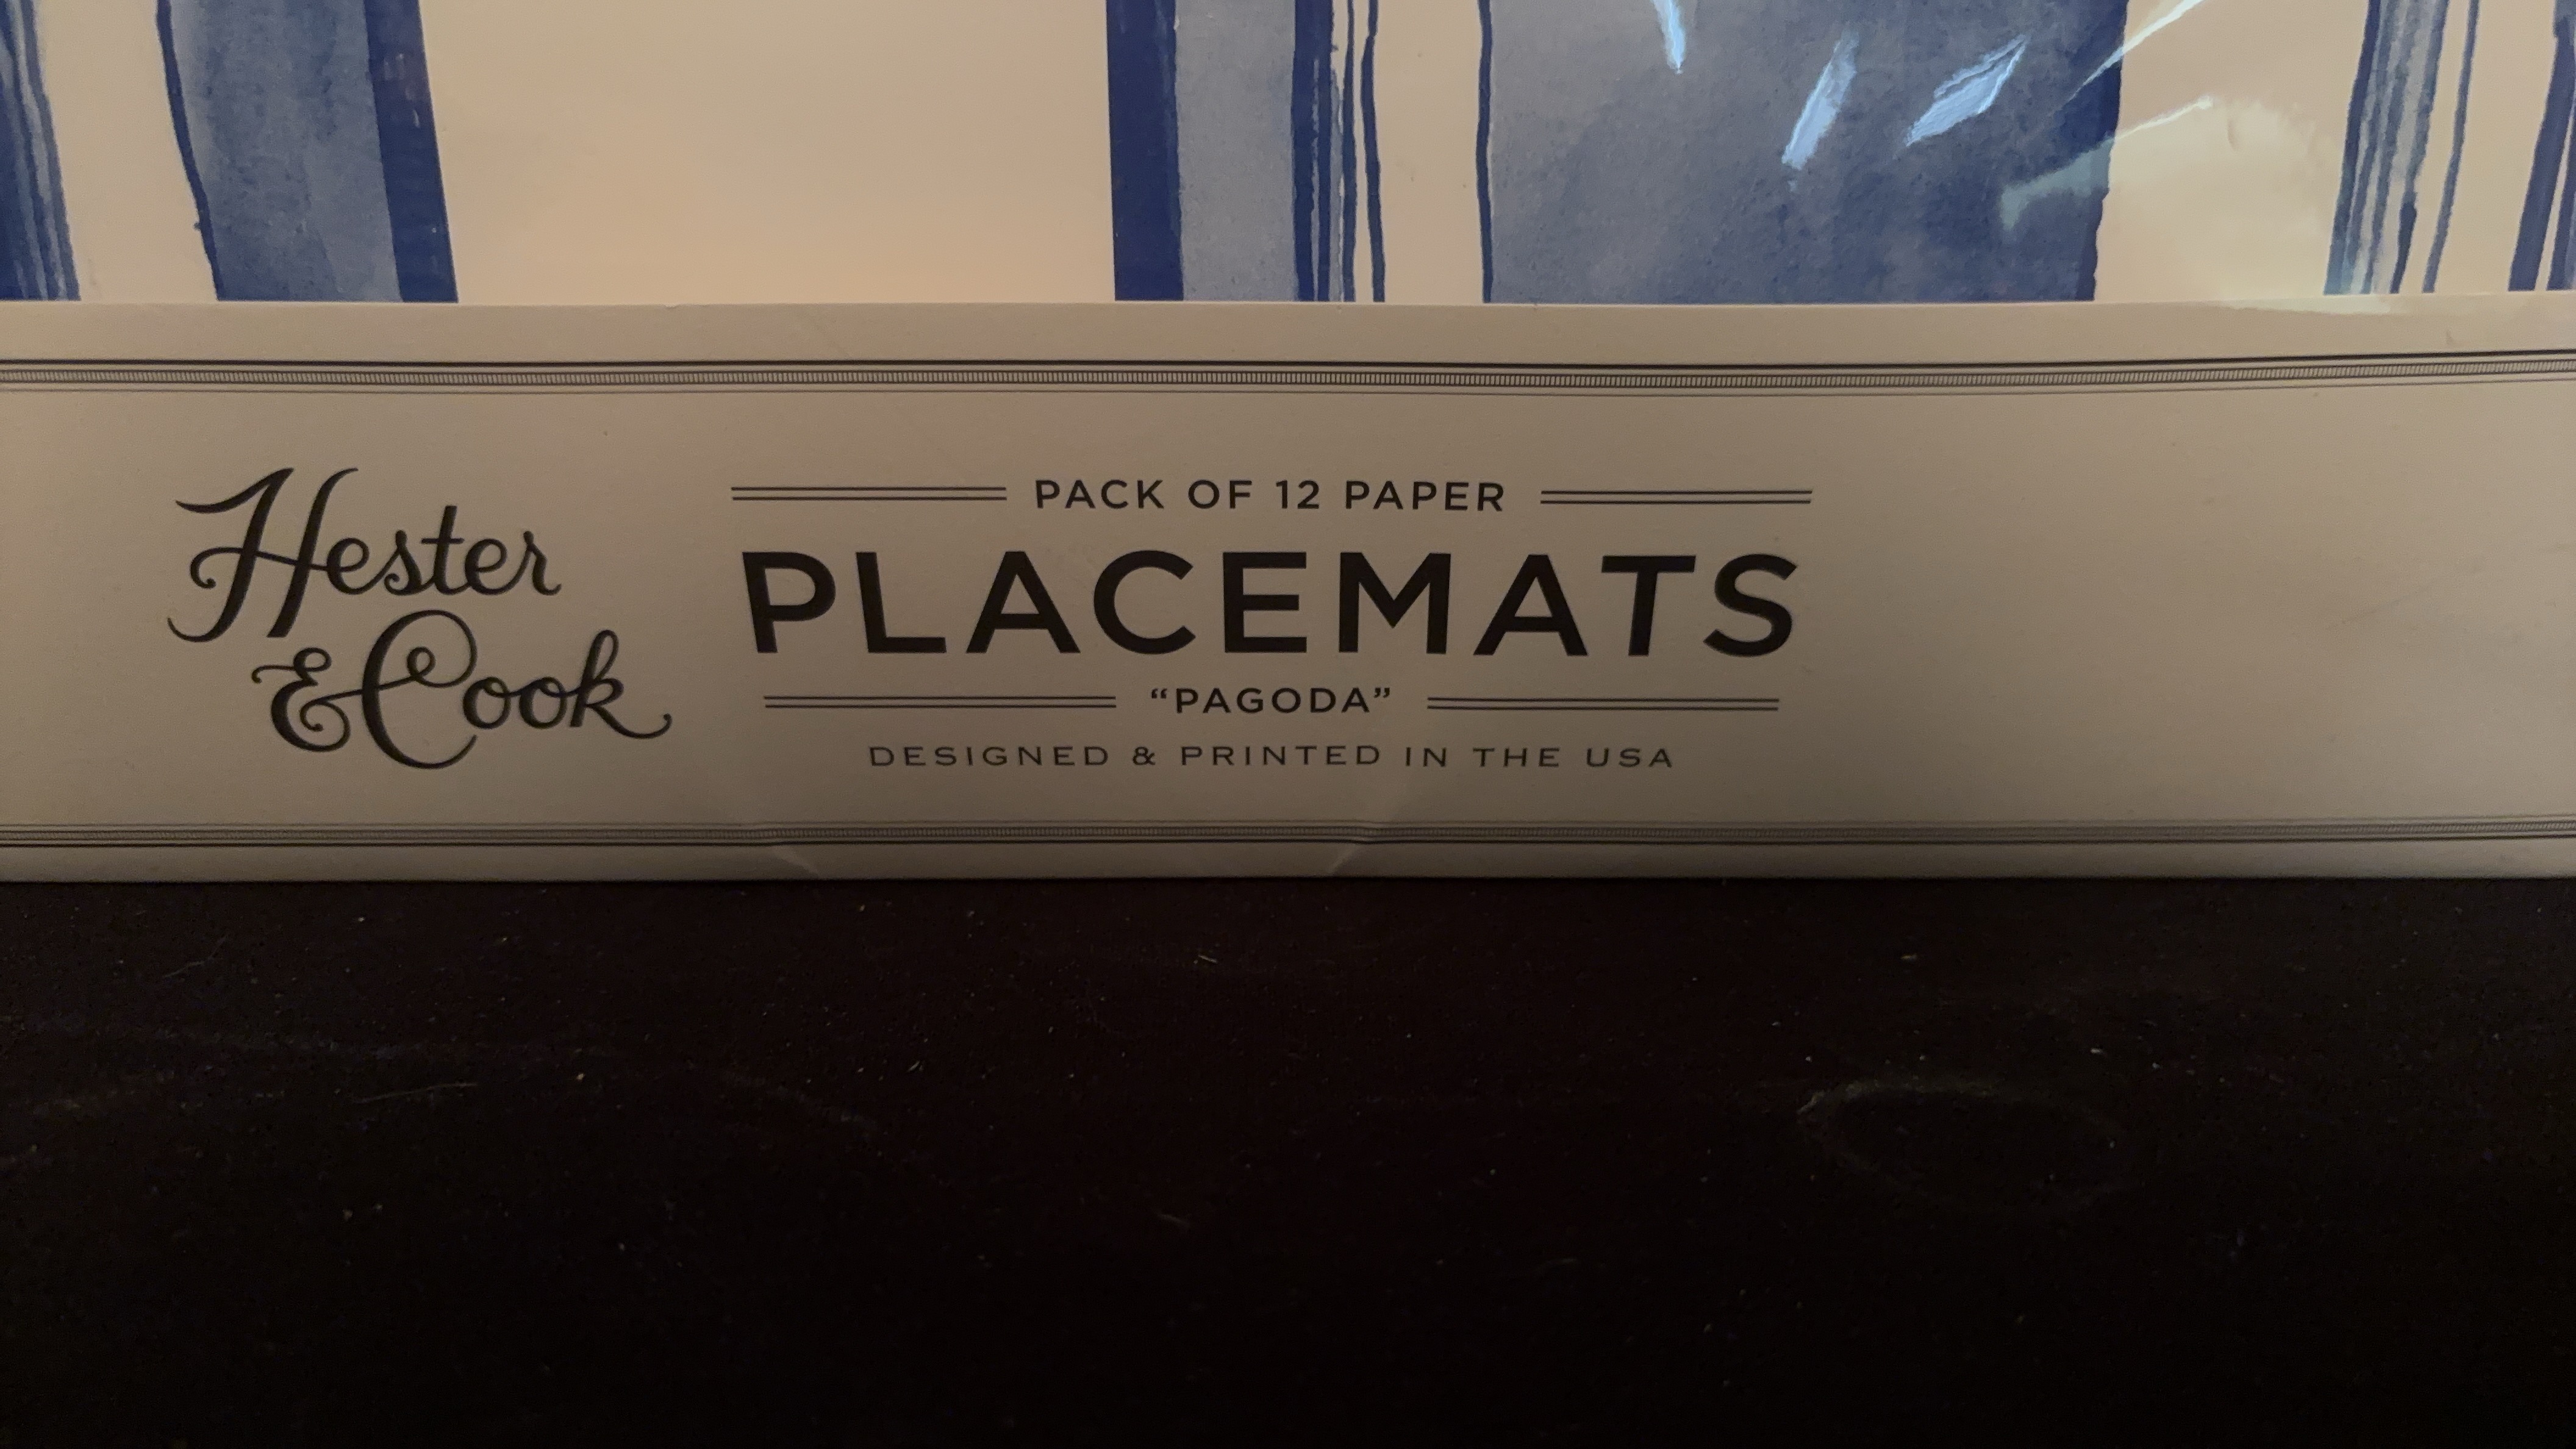 Hester
& Cook
PACK OF 12 PAPER
PLACEMATS
“PAGODA”
DESIGNED & PRINTED IN THE USA